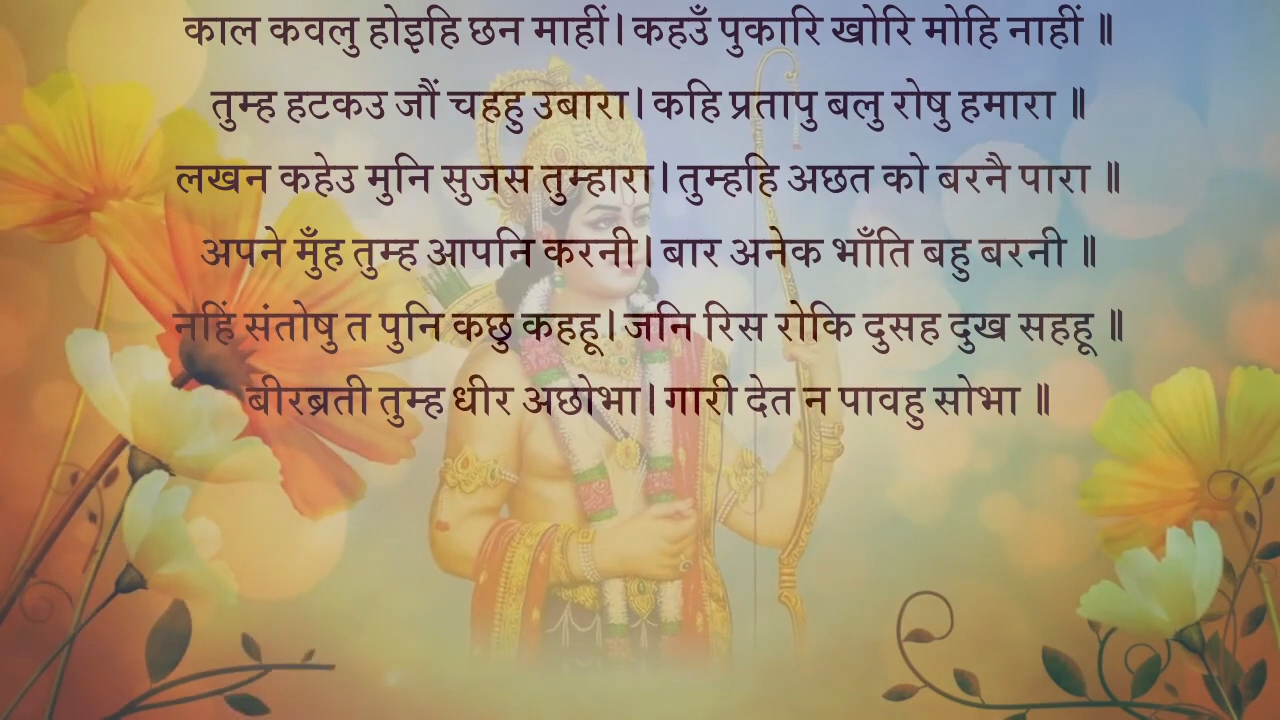 काल कवलु होइहि छन माहीं। कहउँ पुकारि खोरि मोहि नाहीं ॥
तुम्ह हटकउ जौं चहहु उबारा। कहि प्रतापु बलु रोषु हमारा ॥
लखन कहेउ मुनि सुजस तुम्हारा। तुम्हहि अछत को बरनै पारा ॥
अपने मुँह तुम्ह आपनि करनी। बार अनेक भाँति बहु बरनी ॥
नहिं संतोषु त पुनि कछु कहहू। जनि रिस रोकि दुसह दुख सहहू ॥
बीरब्रती तुम्ह धीर अछोभा। गारी देत न पावहु सोभा ॥